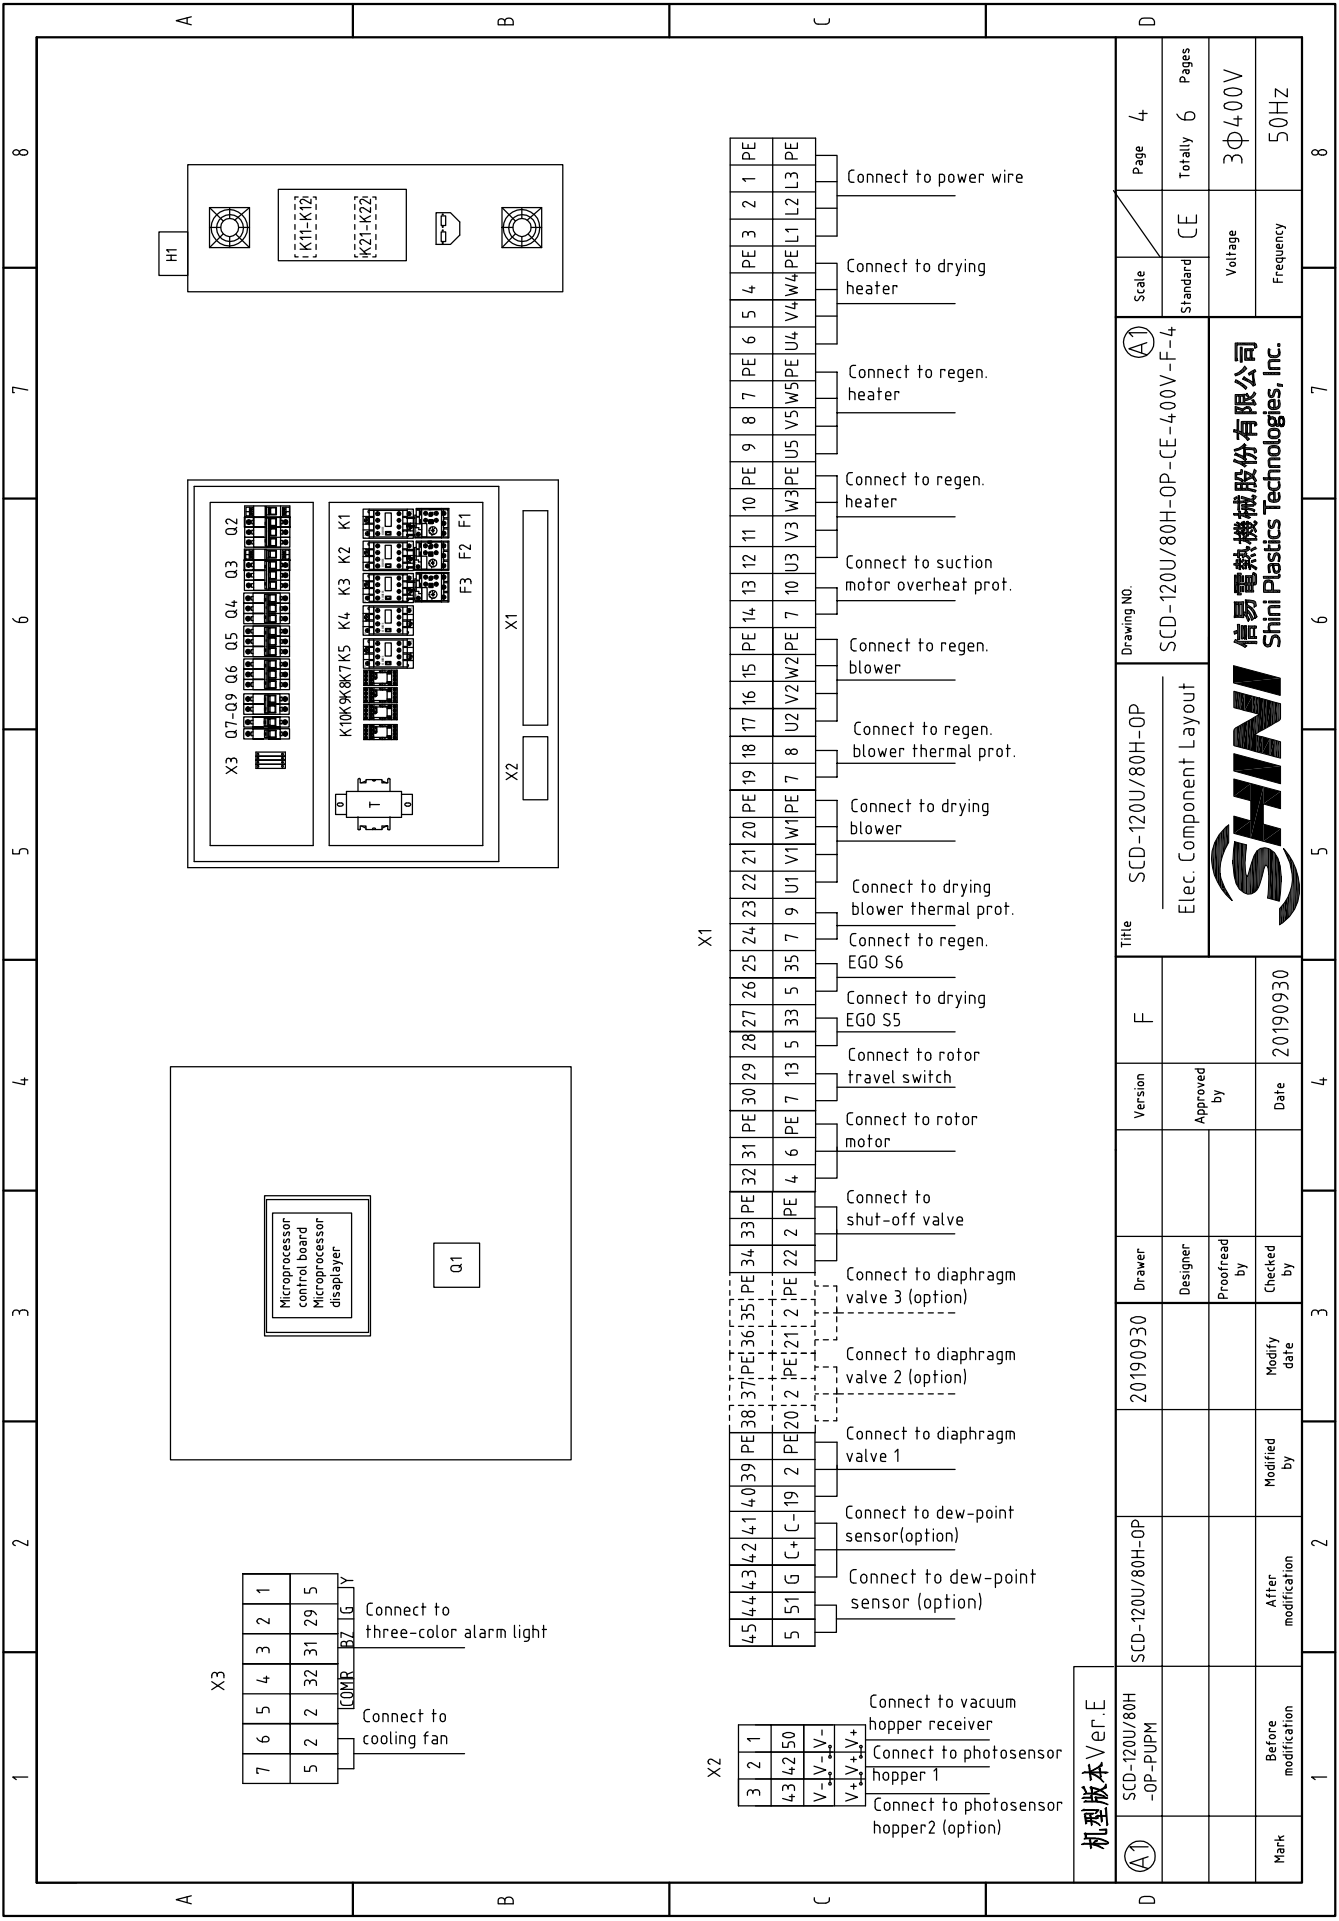 1 2 3 4 5 6 7 8
A
B
C
D
X3
7 6 5 4 3 2 1
5 2 2 32 31 29 5
COM R BZ G Y
Connect to
cooling fan
Connect to
three-color alarm light
Microprocessor
control board
Microprocessor
disaplayer
Q1
X3 Q7-Q9 Q6 Q5 Q4 Q3 Q2
T
K10 K9 K8 K7 K5 K4 K3 K2 K1
F3 F2 F1
X2 X1
H1
K11-K12
K21-K22
X2
3 2 1
43 42 50
V- V- V-
V+ V+ V+
Connect to vacuum
hopper receiver
Connect to photosensor
hopper 1
Connect to photosensor
hopper2 (option)
X1
45 44 43 42 41 40 39 PE 38 37 PE 36 35 PE 34 33 PE 32 31 PE 30 29 28 27 26 25 24 23 22 21 20 PE 19 18 17 16 15 PE 14 13 12 11 10 PE 9 8 7 PE 6 5 4 PE 3 2 1 PE
5 51 G C+ C- 19 2 PE 20 2 PE 21 2 PE 22 2 PE 4 6 PE 7 13 5 33 5 35 7 9 U1 V1 W1 PE 7 8 U2 V2 W2 PE 7 10 U3 V3 W3 PE U5 V5 W5 PE U4 V4 W4 PE L1 L2 L3 PE
Connect to dew-point
sensor (option)
Connect to dew-point
sensor(option)
Connect to diaphragm
valve 1
Connect to diaphragm
valve 2 (option)
Connect to diaphragm
valve 3 (option)
Connect to
shut-off valve
Connect to rotor
motor
Connect to rotor
travel switch
Connect to drying
EGO S5
Connect to regen.
EGO S6
Connect to drying
blower thermal prot.
Connect to drying
blower
Connect to regen.
blower thermal prot.
Connect to regen.
blower
Connect to suction
motor overheat prot.
Connect to regen.
heater
Connect to regen.
heater
Connect to drying
heater
Connect to power wire
机型版本Ver.E
A1
SCD-120U/80H
-OP-PUPM
SCD-120U/80H-OP
20190930
Mark
Before
modification
After
modification
Modified
by
Modify
date
Drawer
Designer
Proofread
by
Checked
by
Version F
Approved
by
Date 20190930
Title SCD-120U/80H-OP
Elec. Component Layout
Drawing NO. A1
SCD-120U/80H-OP-CE-400V-F-4
SHINI
信易電熱機械股份有限公司
Shini Plastics Technologies, Inc.
Scale
Page 4
Standard CE
Totally 6 Pages
Voltage 3ϕ400V
Frequency 50HZ
1 2 3 4 5 6 7 8
A
B
C
D